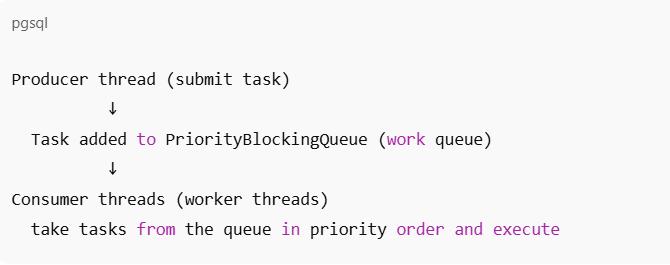 pgsql
Producer thread (submit task)
↓
Task added to PriorityBlockingQueue (work queue)
↓
Consumer threads (worker threads)
take tasks from the queue in priority order and execute